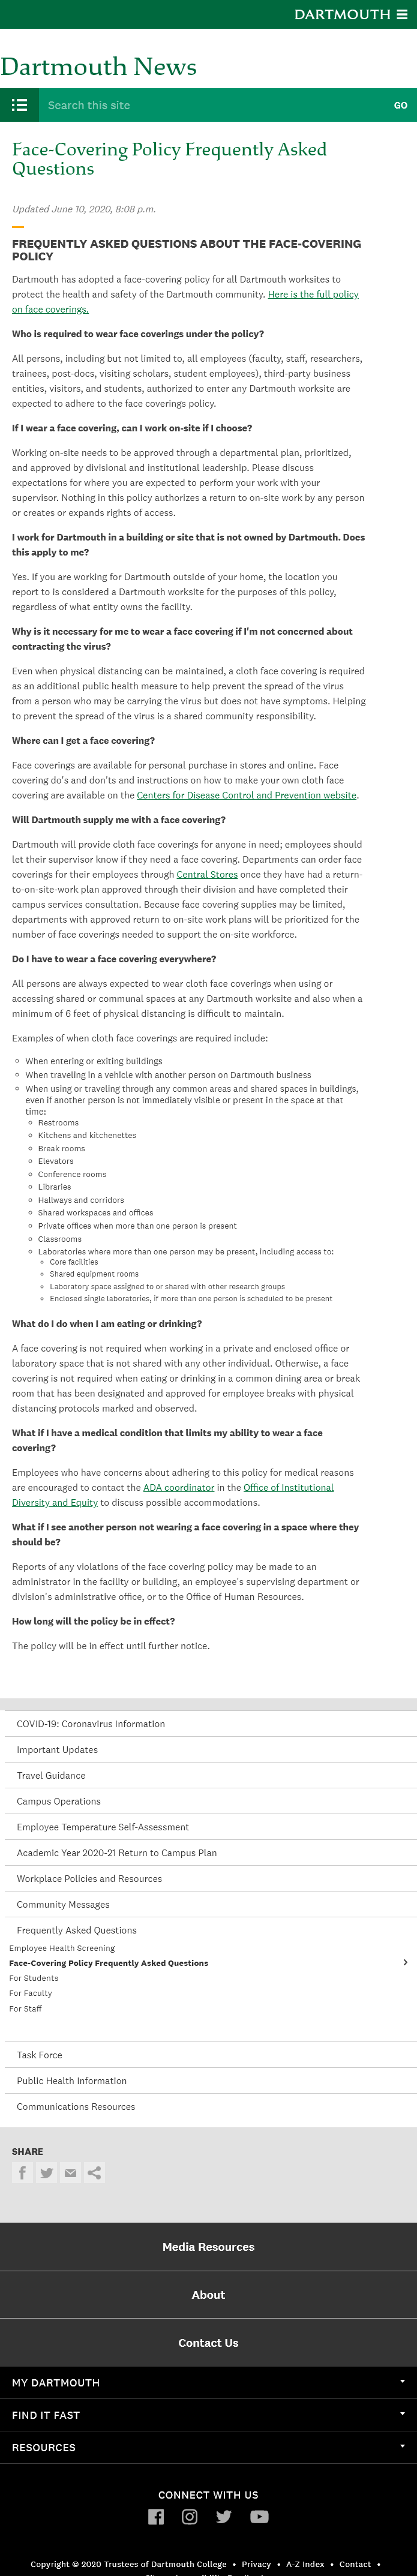 DARTMOUTH
Dartmouth News
Search this site
GO
Face-Covering Policy Frequently Asked
Questions
Updated June 10, 2020, 8:08 p.m.
FREQUENTLY ASKED QUESTIONS ABOUT THE FACE-COVERING
POLICY
Dartmouth has adopted a face-covering policy for all Dartmouth worksites to
protect the health and safety of the Dartmouth community. Here is the full policy
on face coverings.
Who is required to wear face coverings under the policy?
All persons, including but not limited to, all employees (faculty, staff, researchers,
trainees, post-docs, visiting scholars, student employees), third-party business
entities, visitors, and students, authorized to enter any Dartmouth worksite are
expected to adhere to the face coverings policy.
If I wear a face covering, can I work on-site if I choose?
Working on-site needs to be approved through a departmental plan, prioritized,
and approved by divisional and institutional leadership. Please discuss
expectations for where you are expected to perform your work with your
supervisor. Nothing in this policy authorizes a return to on-site work by any person
or creates or expands rights of access.
I work for Dartmouth in a building or site that is not owned by Dartmouth. Does
this apply to me?
Yes. If you are working for Dartmouth outside of your home, the location you
report to is considered a Dartmouth worksite for the purposes of this policy,
regardless of what entity owns the facility.
Why is it necessary for me to wear a face covering if I'm not concerned about
contracting the virus?
Even when physical distancing can be maintained, a cloth face covering is required
as an additional public health measure to help prevent the spread of the virus
from a person who may be carrying the virus but does not have symptoms. Helping
to prevent the spread of the virus is a shared community responsibility.
Where can I get a face covering?
Face coverings are available for personal purchase in stores and online. Face
covering do's and don'ts and instructions on how to make your own cloth face
covering are available on the Centers for Disease Control and Prevention website.
Will Dartmouth supply me with a face covering?
Dartmouth will provide cloth face coverings for anyone in need; employees should
let their supervisor know if they need a face covering. Departments can order face
coverings for their employees through Central Stores once they have had a return-
to-on-site-work plan approved through their division and have completed their
campus services consultation. Because face covering supplies may be limited,
departments with approved return to on-site work plans will be prioritized for the
number of face coverings needed to support the on-site workforce.
Do I have to wear a face covering everywhere?
All persons are always expected to wear cloth face coverings when using or
accessing shared or communal spaces at any Dartmouth worksite and also when a
minimum of 6 feet of physical distancing is difficult to maintain.
Examples of when cloth face coverings are required include:
When entering or exiting buildings
When traveling in a vehicle with another person on Dartmouth business
When using or traveling through any common areas and shared spaces in buildings,
even if another person is not immediately visible or present in the space at that
time:
Restrooms
Kitchens and kitchenettes
Break rooms
Elevators
Conference rooms
Libraries
Hallways and corridors
Shared workspaces and offices
Private offices when more than one person is present
Classrooms
Laboratories where more than one person may be present, including access to:
Core facilities
Shared equipment rooms
Laboratory space assigned to or shared with other research groups
Enclosed single laboratories, if more than one person is scheduled to be present
What do I do when I am eating or drinking?
A face covering is not required when working in a private and enclosed office or
laboratory space that is not shared with any other individual. Otherwise, a face
covering is not required when eating or drinking in a common dining area or break
room that has been designated and approved for employee breaks with physical
distancing protocols marked and observed.
What if I have a medical condition that limits my ability to wear a face
covering?
Employees who have concerns about adhering to this policy for medical reasons
are encouraged to contact the ADA coordinator in the Office of Institutional
Diversity and Equity to discuss possible accommodations.
What if I see another person not wearing a face covering in a space where they
should be?
Reports of any violations of the face covering policy may be made to an
administrator in the facility or building, an employee's supervising department or
division's administrative office, or to the Office of Human Resources.
How long will the policy be in effect?
The policy will be in effect until further notice.
COVID-19: Coronavirus Information
Important Updates
Travel Guidance
Campus Operations
Employee Temperature Self-Assessment
Academic Year 2020-21 Return to Campus Plan
Workplace Policies and Resources
Community Messages
Frequently Asked Questions
Employee Health Screening
Face-Covering Policy Frequently Asked Questions
For Students
For Faculty
For Staff
Task Force
Public Health Information
Communications Resources
SHARE
Media Resources
About
Contact Us
MY DARTMOUTH
FIND IT FAST
RESOURCES
CONNECT WITH US
Copyright © 2020 Trustees of Dartmouth College • Privacy • A-Z Index • Contact •